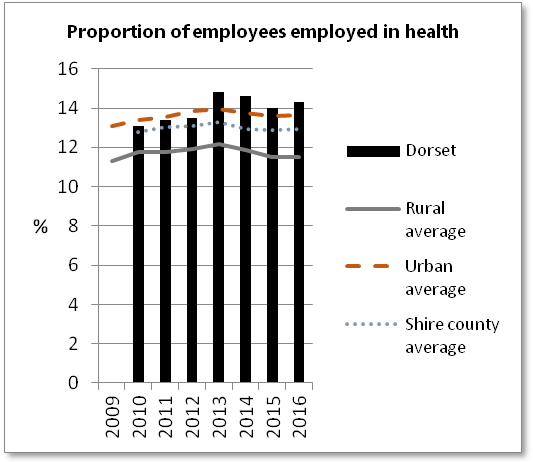 Proportion of employees employed in health
16
14
12
10
8
6
4
2
0
%
2009
2010
2011
2012
2013
2014
2015
2016
Dorset
Rural
average
Urban
average
Shire county
average